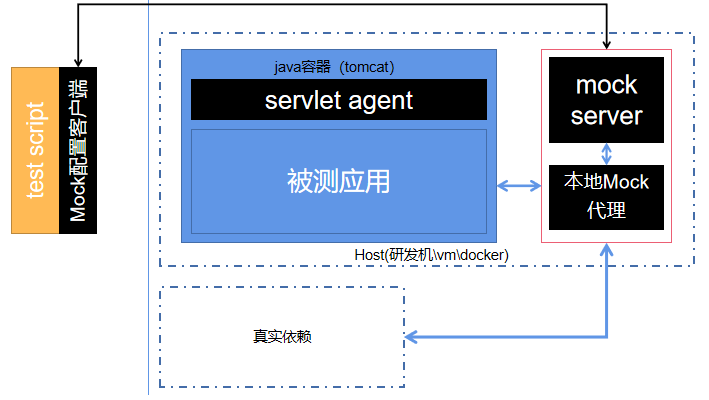 test script
Mock配置客户端
java容器（tomcat）
servlet agent
被测应用
mock
server
本地Mock
代理
Host(研发机\vm\docker)
真实依赖